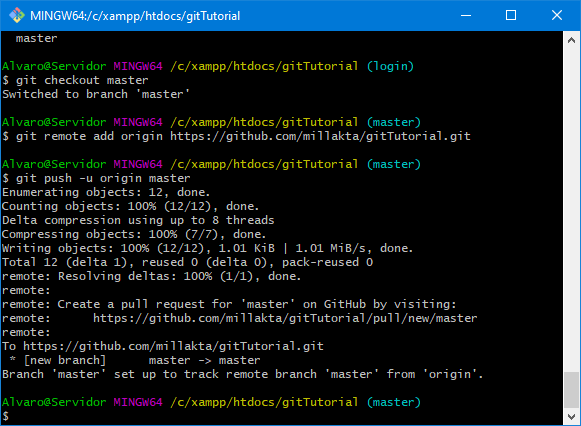 MINGW64:/c/xampp/htdocs/gitTutorial
master
Alvaro@Servidor MINGW64 /c/xampp/htdocs/gitTutorial (login)
$ git checkout master
Switched to branch 'master'
Alvaro@Servidor MINGW64 /c/xampp/htdocs/gitTutorial (master)
$ git remote add origin https://github.com/millakta/gitTutorial.git
Alvaro@Servidor MINGW64 /c/xampp/htdocs/gitTutorial (master)
$ git push -u origin master
Enumerating objects: 12, done.
Counting objects: 100% (12/12), done.
Delta compression using up to 8 threads
Compressing objects: 100% (7/7), done.
Writing objects: 100% (12/12), 1.01 KiB | 1.01 MiB/s, done.
Total 12 (delta 1), reused 0 (delta 0), pack-reused 0
remote: Resolving deltas: 100% (1/1), done.
remote:
remote: Create a pull request for 'master' on GitHub by visiting:
remote:      https://github.com/millakta/gitTutorial/pull/new/master
remote:
To https://github.com/millakta/gitTutorial.git
 * [new branch]      master -> master
Branch 'master' set up to track remote branch 'master' from 'origin'.
Alvaro@Servidor MINGW64 /c/xampp/htdocs/gitTutorial (master)
$